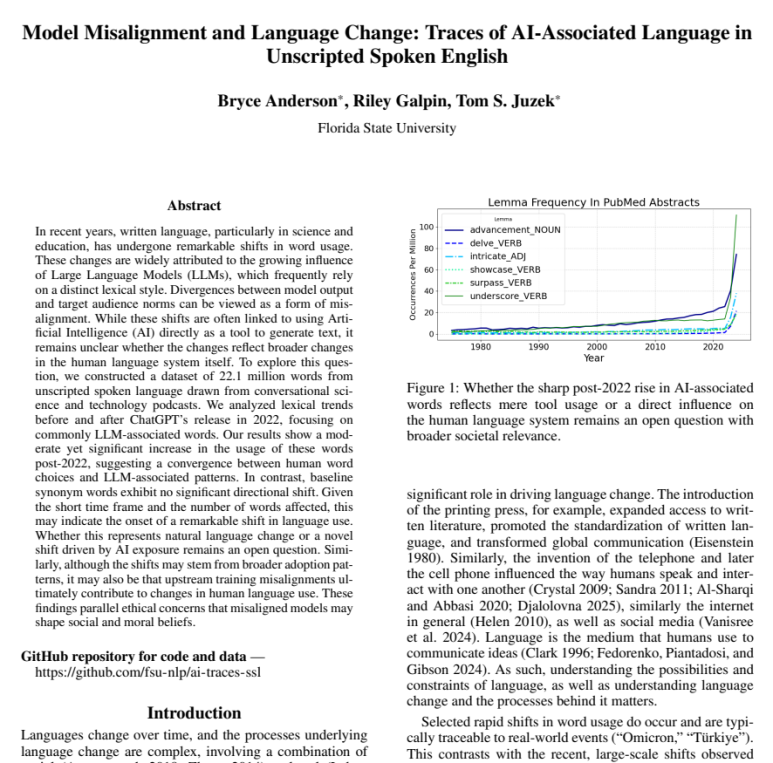 Model Misalignment and Language Change: Traces of AI-Associated Language in
Unscripted Spoken English
Bryce Anderson*, Riley Galpin, Tom S. Juzek*
Florida State University
Abstract
In recent years, written language, particularly in science and
education, has undergone remarkable shifts in word usage.
These changes are widely attributed to the growing influence
of Large Language Models (LLMs), which frequently rely
on a distinct lexical style. Divergences between model output
and target audience norms can be viewed as a form of mis-
alignment. While these shifts are often linked to using Arti-
ficial Intelligence (AI) directly as a tool to generate text, it
remains unclear whether the changes reflect broader changes
in the human language system itself. To explore this ques-
tion, we constructed a dataset of 22.1 million words from
unscripted spoken language drawn from conversational sci-
ence and technology podcasts. We analyzed lexical trends
before and after ChatGPT's release in 2022, focusing on
commonly LLM-associated words. Our results show a mod-
erate yet significant increase in the usage of these words
post-2022, suggesting a convergence between human word
choices and LLM-associated patterns. In contrast, baseline
synonym words exhibit no significant directional shift. Given
the short time frame and the number of words affected, this
may indicate the onset of a remarkable shift in language use.
Whether this represents natural language change or a novel
shift driven by AI exposure remains an open question. Simi-
larly, although the shifts may stem from broader adoption pat-
terns, it may also be that upstream training misalignments ul-
timately contribute to changes in human language use. These
findings parallel ethical concerns that misaligned models may
shape social and moral beliefs.
GitHub repository for code and data —
https://github.com/fsu-nlp/ai-traces-ssl
Introduction
Languages change over time, and the processes underlying
language change are complex, involving a combination of
Lemma Frequency In PubMed Abstracts
Occurrences Per Million
100
80
60
40
20
0
Lemma
advancement_NOUN
delve_VERB
intricate_ADJ
showcase_VERB
surpass_VERB
underscore_VERB
1980 1990 2000 2010 2020
Year
Figure 1: Whether the sharp post-2022 rise in AI-associated
words reflects mere tool usage or a direct influence on
the human language system remains an open question with
broader societal relevance.
significant role in driving language change. The introduction
of the printing press, for example, expanded access to writ-
ten literature, promoted the standardization of written lan-
guage, and transformed global communication (Eisenstein
1980). Similarly, the invention of the telephone and later
the cell phone influenced the way humans speak and inter-
act with one another (Crystal 2009; Sandra 2011; Al-Sharqi
and Abbasi 2020; Djalolovna 2025), similarly the internet
in general (Helen 2010), as well as social media (Vanisree
et al. 2024). Language is the medium that humans use to
communicate ideas (Clark 1996; Fedorenko, Piantadosi, and
Gibson 2024). As such, understanding the possibilities and
constraints of language, as well as understanding language
change and the processes behind it matters.
Selected rapid shifts in word usage do occur and are typi-
cally traceable to real-world events (“Omicron,” “Türkiye”).
This contrasts with the recent, large-scale shifts observed